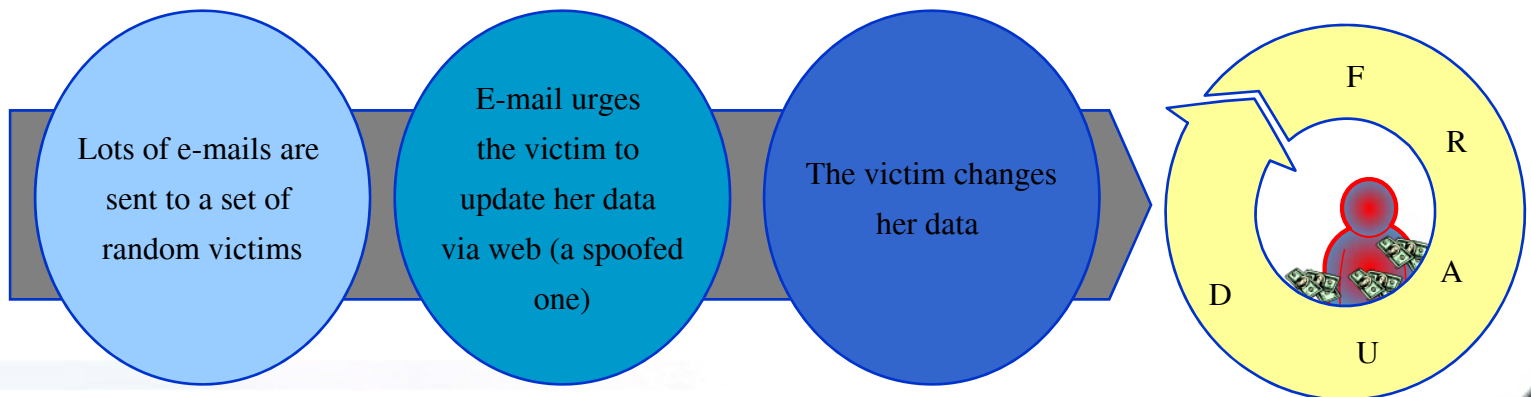 Lots of e-mails are
sent to a set of
random victims
E-mail urges
the victim to
update her data
via web (a spoofed
one)
The victim changes
her data
F
R
A
U
D